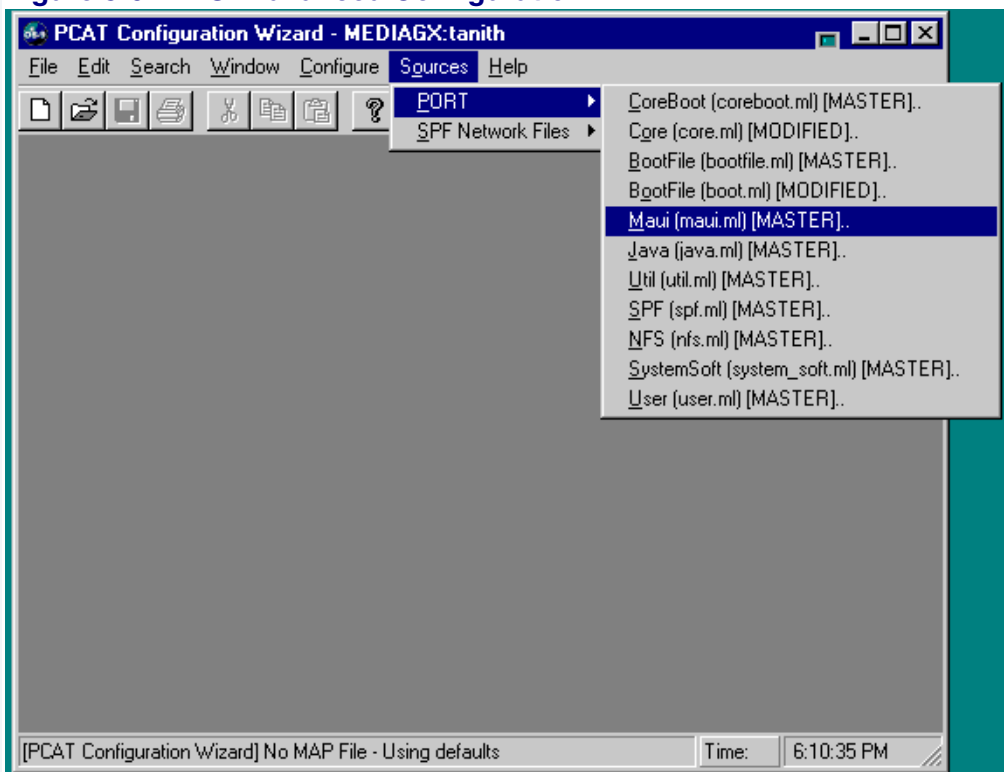 PCAT Configuration Wizard - MEDIAGX:tanith
File Edit Search Window Configure Sources Help
PORT
SPF Network Files
CoreBoot (coreboot.ml) [MASTER]..
Core (core.ml) [MODIFIED]..
BootFile (bootfile.ml) [MASTER]..
BootFile (boot.ml) [MODIFIED]..
Maui (maui.ml) [MASTER]..
Java (java.ml) [MASTER]..
Util (util.ml) [MASTER]..
SPF (spf.ml) [MASTER]..
NFS (nfs.ml) [MASTER]..
SystemSoft (system_soft.ml) [MASTER]..
User (user.ml) [MASTER]..
[PCAT Configuration Wizard] No MAP File - Using defaults Time: 6:10:35 PM